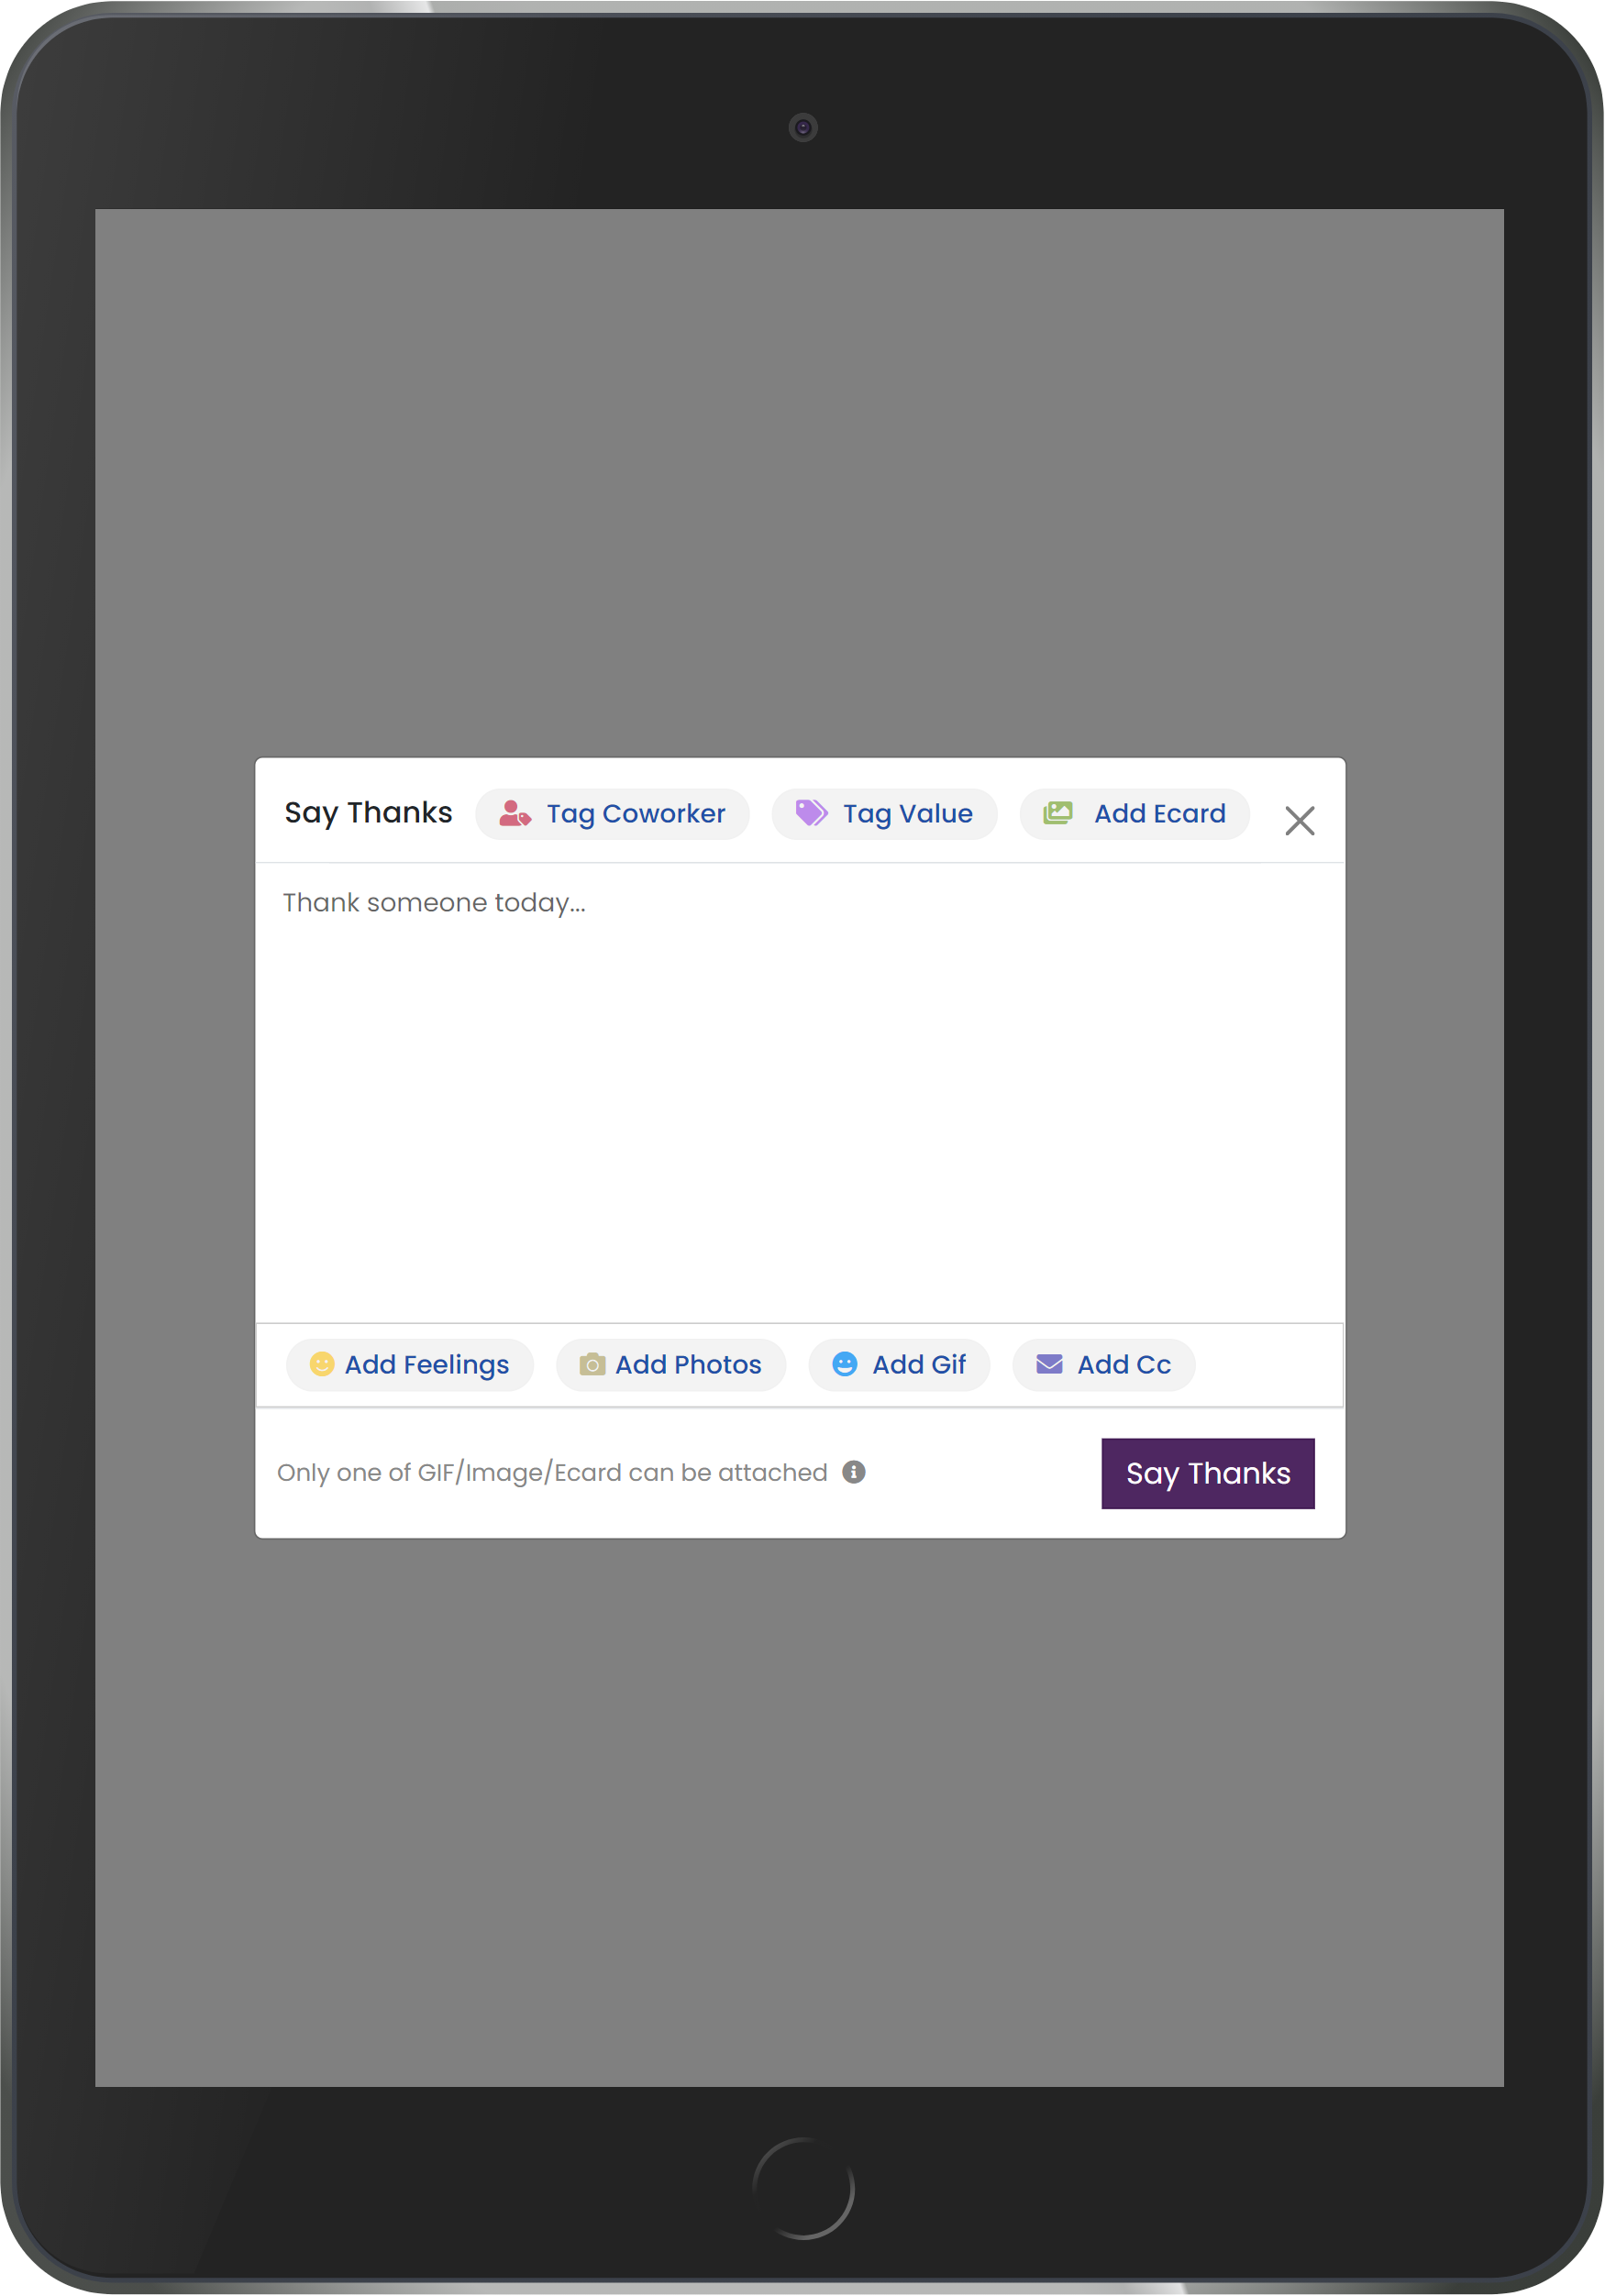 Say Thanks Tag Coworker Tag Value Add Ecard
Thank someone today...
Add Feelings Add Photos Add Gif Add Cc
Only one of GIF/Image/Ecard can be attached Say Thanks